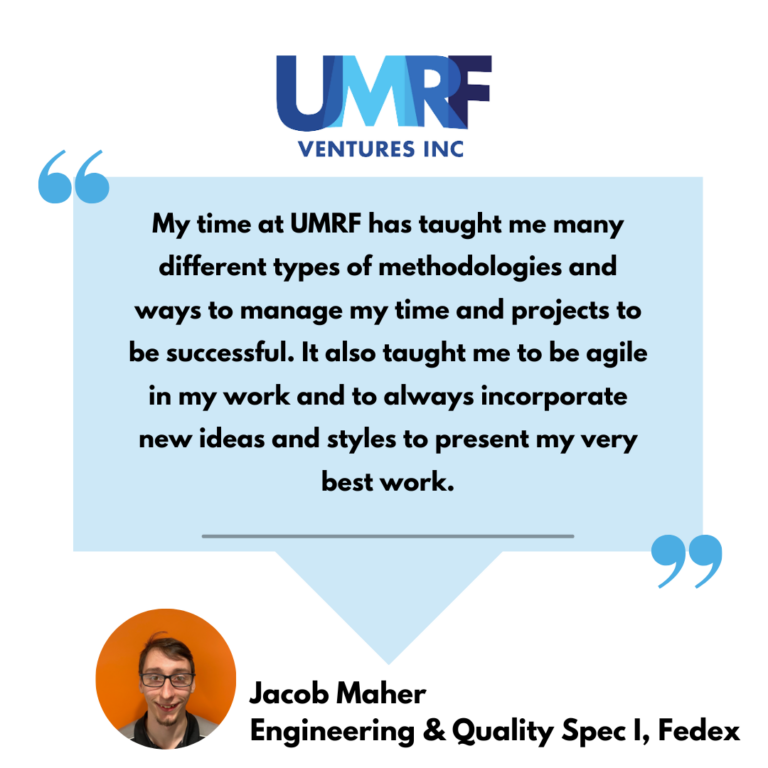 UMRF
VENTURES INC
“
My time at UMRF has taught me many
different types of methodologies and
ways to manage my time and projects to
be successful. It also taught me to be agile
in my work and to always incorporate
new ideas and styles to present my very
best work.
”
Jacob Maher
Engineering & Quality Spec I, Fedex